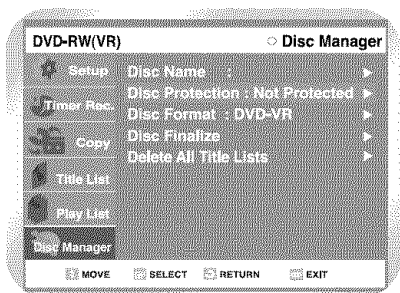 DVD-RW(VR) Disc Manager
Setup
Timer Rec.
Copy
Title List
Play List
Disc Manager
Disc Name :
Disc Protection : Not Protected
Disc Format : DVD-VR
Disc Finalize
Delete All Title Lists
MOVE SELECT RETURN EXIT